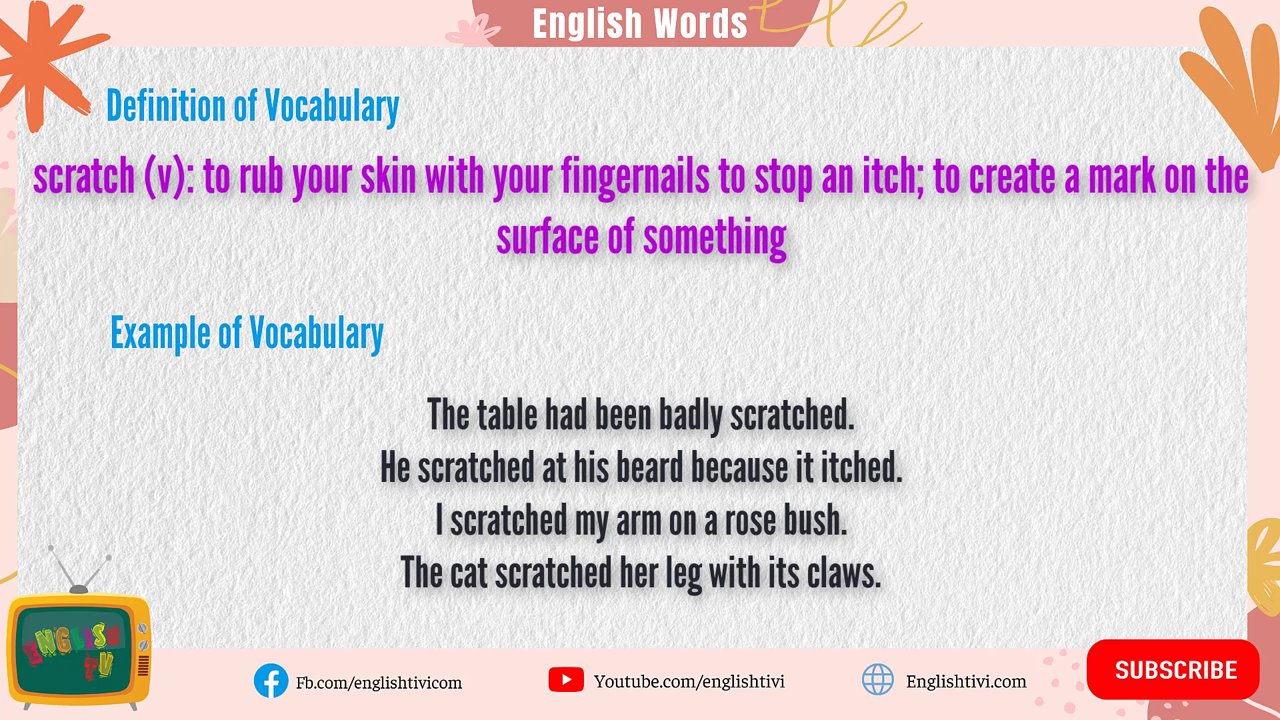 English Words
Definition of Vocabulary
scratch (v): to rub your skin with your fingernails to stop an itch; to create a mark on the
surface of something
Example of Vocabulary
The table had been badly scratched.
He scratched at his beard because it itched.
I scratched my arm on a rose bush.
The cat scratched her leg with its claws.
ENGLISH
TV
Fb.com/englishtivicom
Youtube.com/englishtivi
Englishtivi.com
SUBSCRIBE